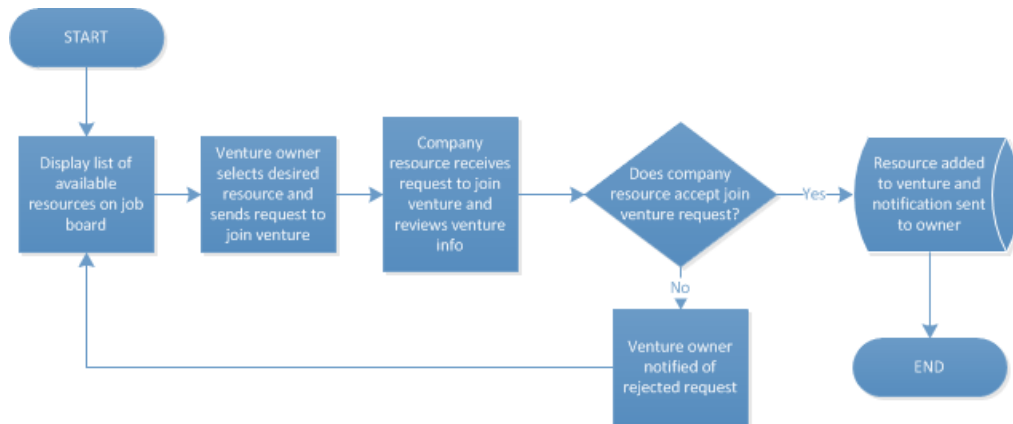 START
Display list of
available
resources on job
board
Venture owner
selects desired
resource and
sends request to
join venture
Company
resource receives
request to join
venture and
reviews venture
info
Does company
resource accept join
venture request?
Yes
Resource added
to venture and
notification sent
to owner
No
Venture owner
notified of
rejected request
END